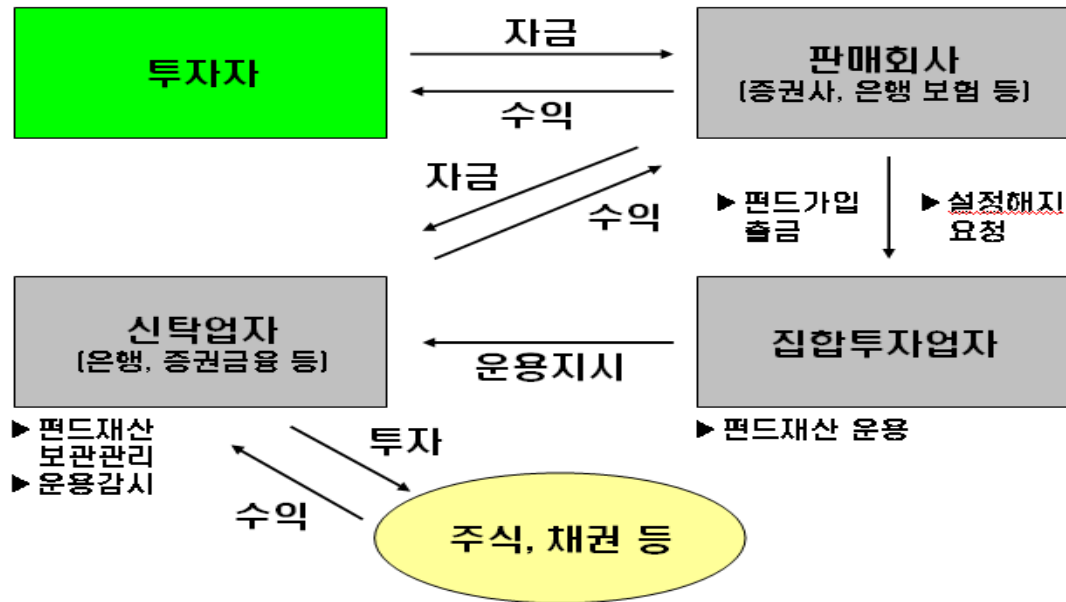 투자자
자금
수익
판매회사
(증권사, 은행 보험 등)
자금
수익
▶ 펀드가입
출금
▶ 설정해지
요청
신탁업자
(은행, 증권금융 등)
운용지시
집합투자업자
▶ 펀드재산
보관관리
▶ 운용감시
▶ 펀드재산 운용
투자
수익
주식, 채권 등